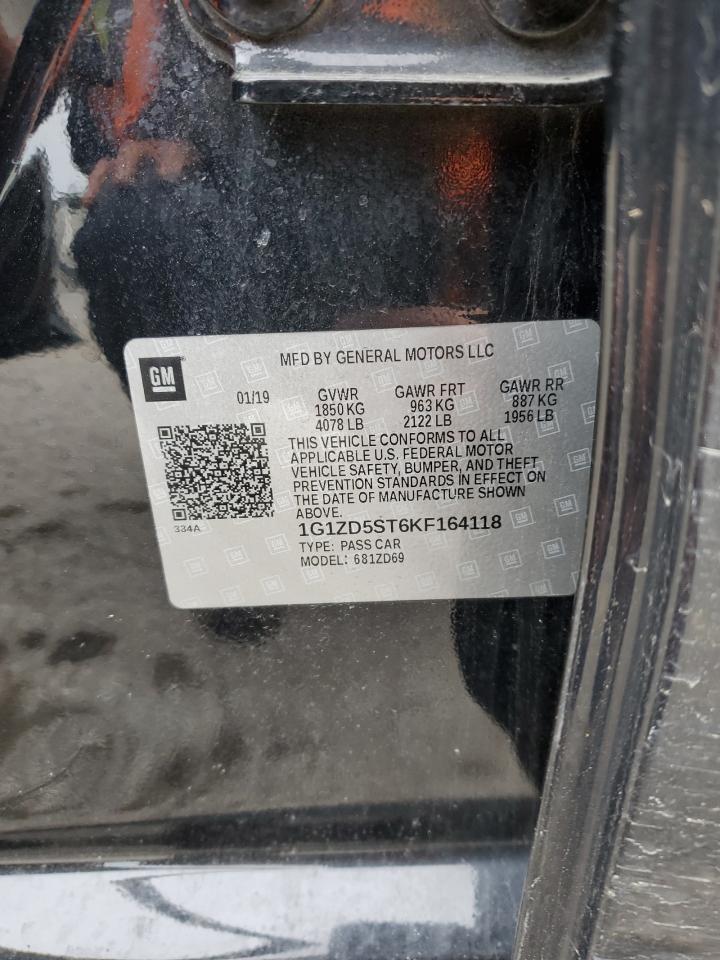 MFD BY GENERAL MOTORS LLC
GM
01/19 GVWR GAWR FRT GAWR RR
1850 KG 963 KG 887 KG
4078 LB 2122 LB 1956 LB
THIS VEHICLE CONFORMS TO ALL
APPLICABLE U.S. FEDERAL MOTOR
VEHICLE SAFETY, BUMPER, AND THEFT
PREVENTION STANDARDS IN EFFECT ON
THE DATE OF MANUFACTURE SHOWN
ABOVE.
334A
1G1ZD5ST6KF164118
TYPE: PASS CAR
MODEL: 681ZD69